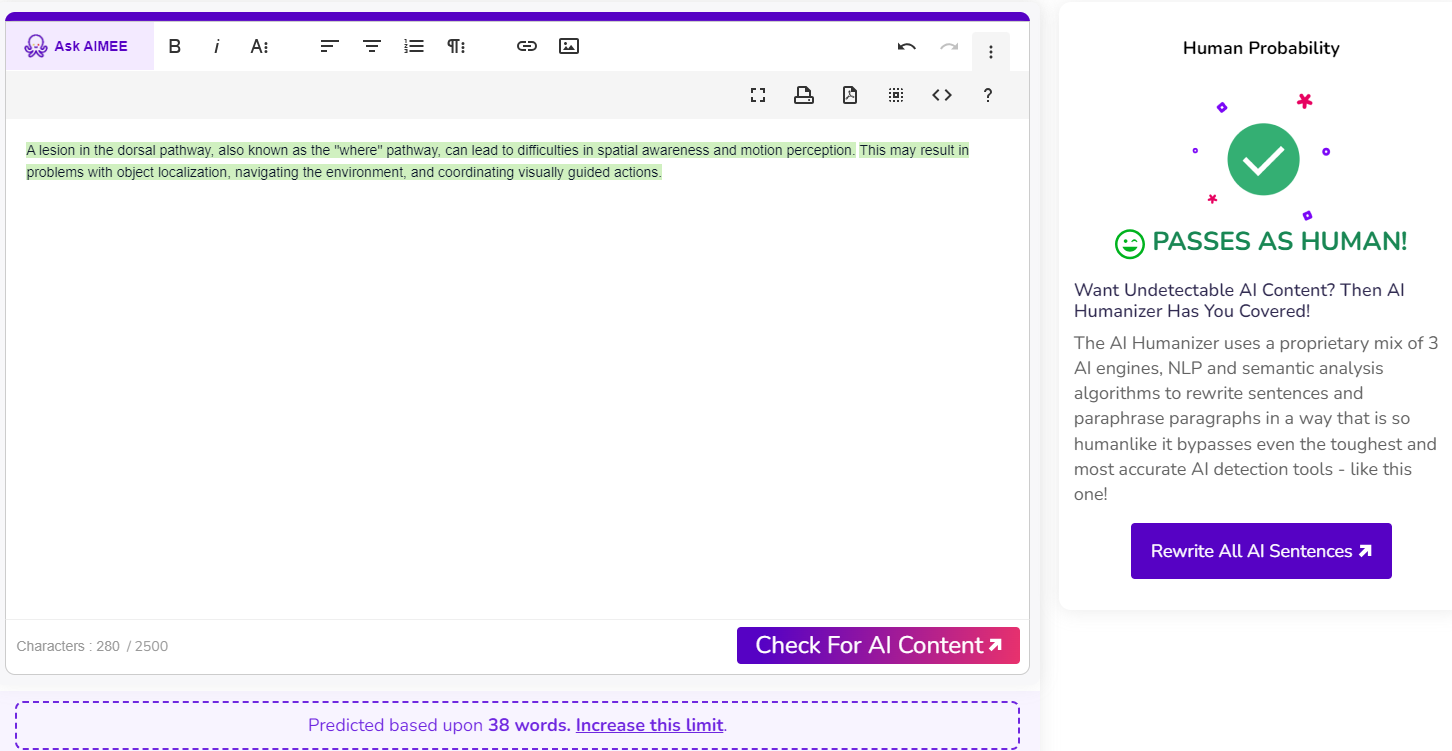 Ask AIMEE
B i A
?
A lesion in the dorsal pathway, also known as the "where" pathway, can lead to difficulties in spatial awareness and motion perception. This may result in
problems with object localization, navigating the environment, and coordinating visually guided actions.
Characters : 280 / 2500
Check For AI Content
Predicted based upon 38 words. Increase this limit.
Human Probability
PASSES AS HUMAN!
Want Undetectable AI Content? Then AI
Humanizer Has You Covered!
The AI Humanizer uses a proprietary mix of 3
AI engines, NLP and semantic analysis
algorithms to rewrite sentences and
paraphrase paragraphs in a way that is so
humanlike it bypasses even the toughest and
most accurate AI detection tools - like this
one!
Rewrite All AI Sentences